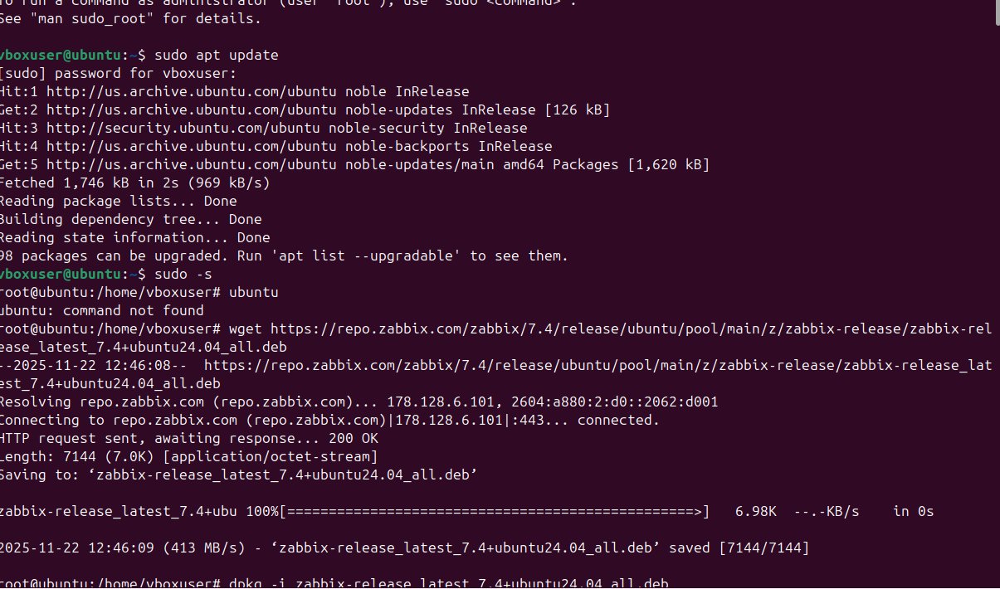 To run a command as administrator (user "root"), use "sudo <command>".
See "man sudo_root" for details.
vboxuser@ubuntu:~$ sudo apt update
[sudo] password for vboxuser:
Hit:1 http://us.archive.ubuntu.com/ubuntu noble InRelease
Get:2 http://us.archive.ubuntu.com/ubuntu noble-updates InRelease [126 kB]
Hit:3 http://security.ubuntu.com/ubuntu noble-security InRelease
Hit:4 http://us.archive.ubuntu.com/ubuntu noble-backports InRelease
Get:5 http://us.archive.ubuntu.com/ubuntu noble-updates/main amd64 Packages [1,620 kB]
Fetched 1,746 kB in 2s (969 kB/s)
Reading package lists... Done
Building dependency tree... Done
Reading state information... Done
98 packages can be upgraded. Run 'apt list --upgradable' to see them.
vboxuser@ubuntu:~$ sudo -s
root@ubuntu:/home/vboxuser# ubuntu
ubuntu: command not found
root@ubuntu:/home/vboxuser# wget https://repo.zabbix.com/zabbix/7.4/release/ubuntu/pool/main/z/zabbix-release/zabbix-rel
ease_latest_7.4+ubuntu24.04_all.deb
--2025-11-22 12:46:08--  https://repo.zabbix.com/zabbix/7.4/release/ubuntu/pool/main/z/zabbix-release/zabbix-release_lat
est_7.4+ubuntu24.04_all.deb
Resolving repo.zabbix.com (repo.zabbix.com)... 178.128.6.101, 2604:a880:2:d0::2062:d001
Connecting to repo.zabbix.com (repo.zabbix.com)|178.128.6.101|:443... connected.
HTTP request sent, awaiting response... 200 OK
Length: 7144 (7.0K) [application/octet-stream]
Saving to: ‘zabbix-release_latest_7.4+ubuntu24.04_all.deb’
zabbix-release_latest_7.4+ubu 100%[=================================================>]   6.98K  --.-KB/s    in 0s
2025-11-22 12:46:09 (413 MB/s) - ‘zabbix-release_latest_7.4+ubuntu24.04_all.deb’ saved [7144/7144]
root@ubuntu:/home/vboxuser# dpkg -i zabbix-release_latest_7.4+ubuntu24.04_all.deb